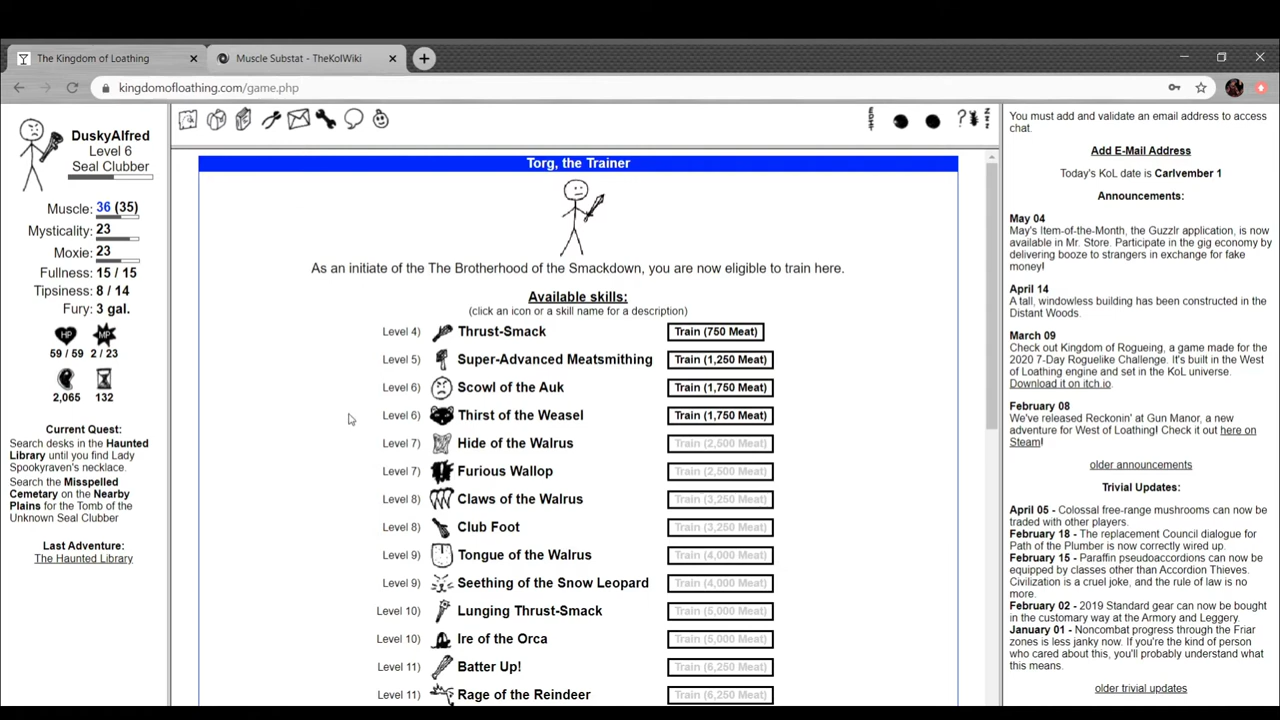 The Kingdom of Loathing
Muscle Substat - TheKolWiki
kingdomofloathing.com/game.php
DuskyAlfred
Level 6
Seal Clubber
Muscle: 36 (35)
Mysticality: 23
Moxie: 23
Fullness: 15 / 15
Tipsiness: 8 / 14
Fury: 3 gal.
HP MP
59 / 59 2 / 23
2,065 132
Current Quest:
Search desks in the Haunted
Library until you find Lady
Spookyraven's necklace.
Search the Misspelled
Cemetary on the Nearby
Plains for the Tomb of the
Unknown Seal Clubber
Last Adventure:
The Haunted Library
Torg, the Trainer
As an initiate of the The Brotherhood of the Smackdown, you are now eligible to train here.
Available skills:
(click an icon or a skill name for a description)
Level 4) Thrust-Smack Train (750 Meat)
Level 5) Super-Advanced Meatsmithing Train (1,250 Meat)
Level 6) Scowl of the Auk Train (1,750 Meat)
Level 6) Thirst of the Weasel Train (1,750 Meat)
Level 7) Hide of the Walrus Train (2,500 Meat)
Level 7) Furious Wallop Train (2,500 Meat)
Level 8) Claws of the Walrus Train (3,250 Meat)
Level 8) Club Foot Train (3,250 Meat)
Level 9) Tongue of the Walrus Train (4,000 Meat)
Level 9) Seething of the Snow Leopard Train (4,000 Meat)
Level 10) Lunging Thrust-Smack Train (5,000 Meat)
Level 10) Ire of the Orca Train (5,000 Meat)
Level 11) Batter Up! Train (6,250 Meat)
Level 11) Rage of the Reindeer Train (6,250 Meat)
You must add and validate an email address to access
chat.
Add E-Mail Address
Today's KoL date is Carlvember 1
Announcements:
May 04
May's Item-of-the-Month, the Guzzlr application, is now
available in Mr. Store. Participate in the gig economy by
delivering booze to strangers in exchange for fake
money!
April 14
A tall, windowless building has been constructed in the
Distant Woods.
March 09
Check out Kingdom of Rogueing, a game made for the
2020 7-Day Roguelike Challenge. It's built in the West
of Loathing engine and set in the KoL universe.
Download it on itch.io.
February 08
We've released Reckonin' at Gun Manor, a new
adventure for West of Loathing! Check it out here on
Steam!
older announcements
Trivial Updates:
April 05 - Colossal free-range mushrooms can now be
traded with other players.
February 18 - The replacement Council dialogue for
Path of the Plumber is now correctly wired up.
February 15 - Paraffin pseudoaccordions can now be
equipped by classes other than Accordion Thieves.
Civilization is a cruel joke, and the rule of law is no
more.
February 02 - 2019 Standard gear can now be bought
in the customary way at the Armory and Leggery.
January 01 - Noncombat progress through the Friar
zones is less janky now. If you're the kind of person
who cared about this, you'll probably understand what
this means.
older trivial updates